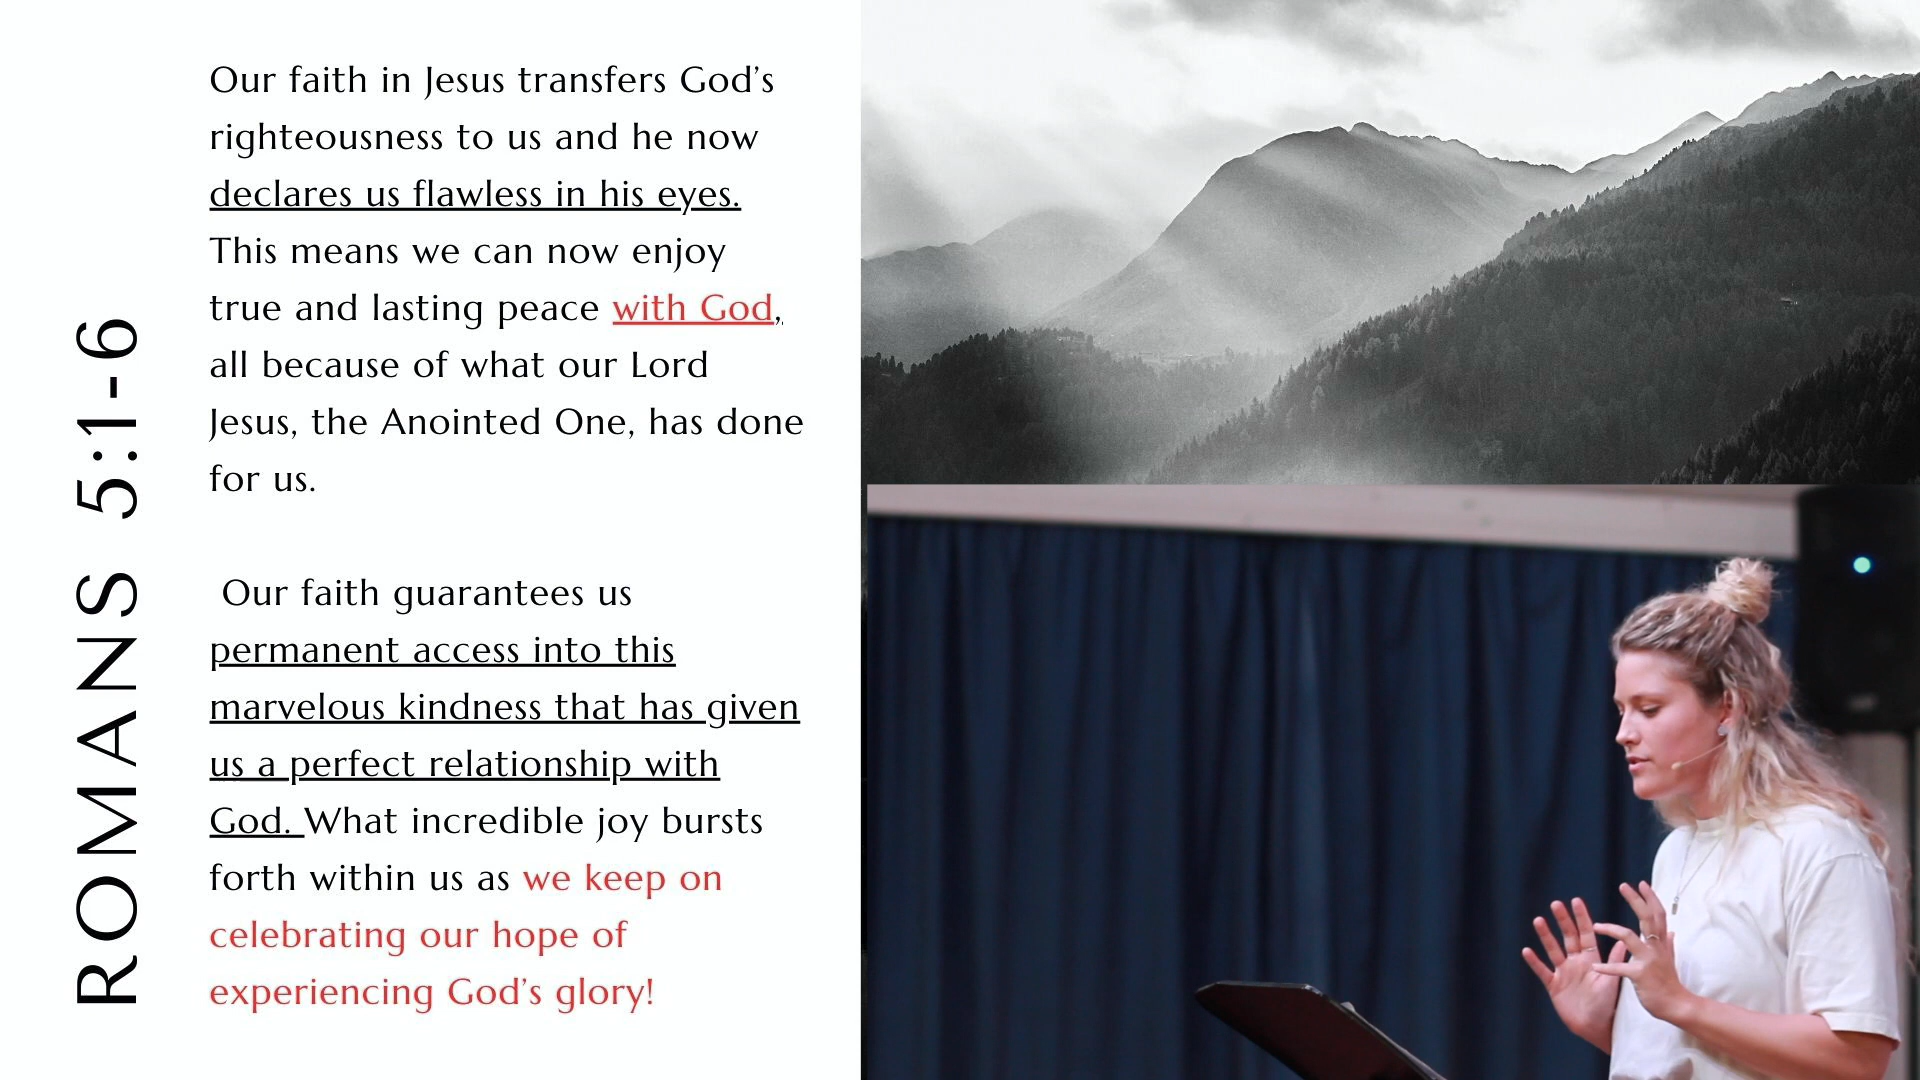 ROMANS 5:1-6
Our faith in Jesus transfers God’s
righteousness to us and he now
declares us flawless in his eyes.
This means we can now enjoy
true and lasting peace with God,
all because of what our Lord
Jesus, the Anointed One, has done
for us.
Our faith guarantees us
permanent access into this
marvelous kindness that has given
us a perfect relationship with
God. What incredible joy bursts
forth within us as we keep on
celebrating our hope of
experiencing God’s glory!